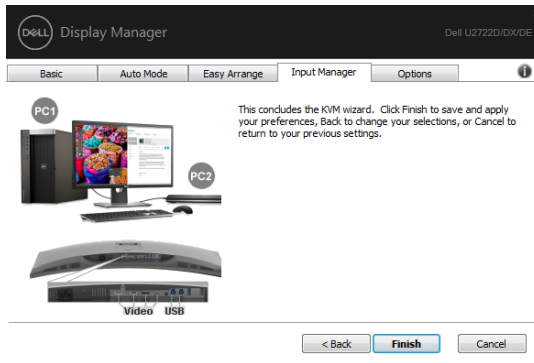 DELL Display Manager
Dell U2722D/DX/DE
Basic Auto Mode Easy Arrange Input Manager Options
PC1
This concludes the KVM wizard. Click Finish to save and apply
your preferences, Back to change your selections, or Cancel to
return to your previous settings.
PC2
Video USB
< Back Finish Cancel